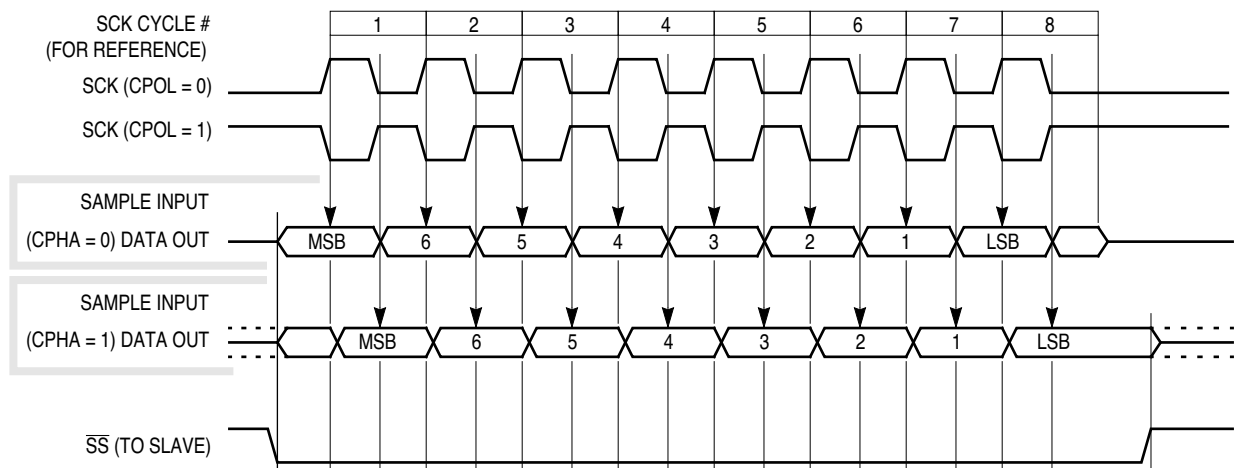 SCK CYCLE # 1 2 3 4 5 6 7 8
(FOR REFERENCE)
SCK (CPOL = 0)
SCK (CPOL = 1)
SAMPLE INPUT
(CPHA = 0) DATA OUT MSB 6 5 4 3 2 1 LSB
SAMPLE INPUT
(CPHA = 1) DATA OUT MSB 6 5 4 3 2 1 LSB
S̅S̅ (TO SLAVE)